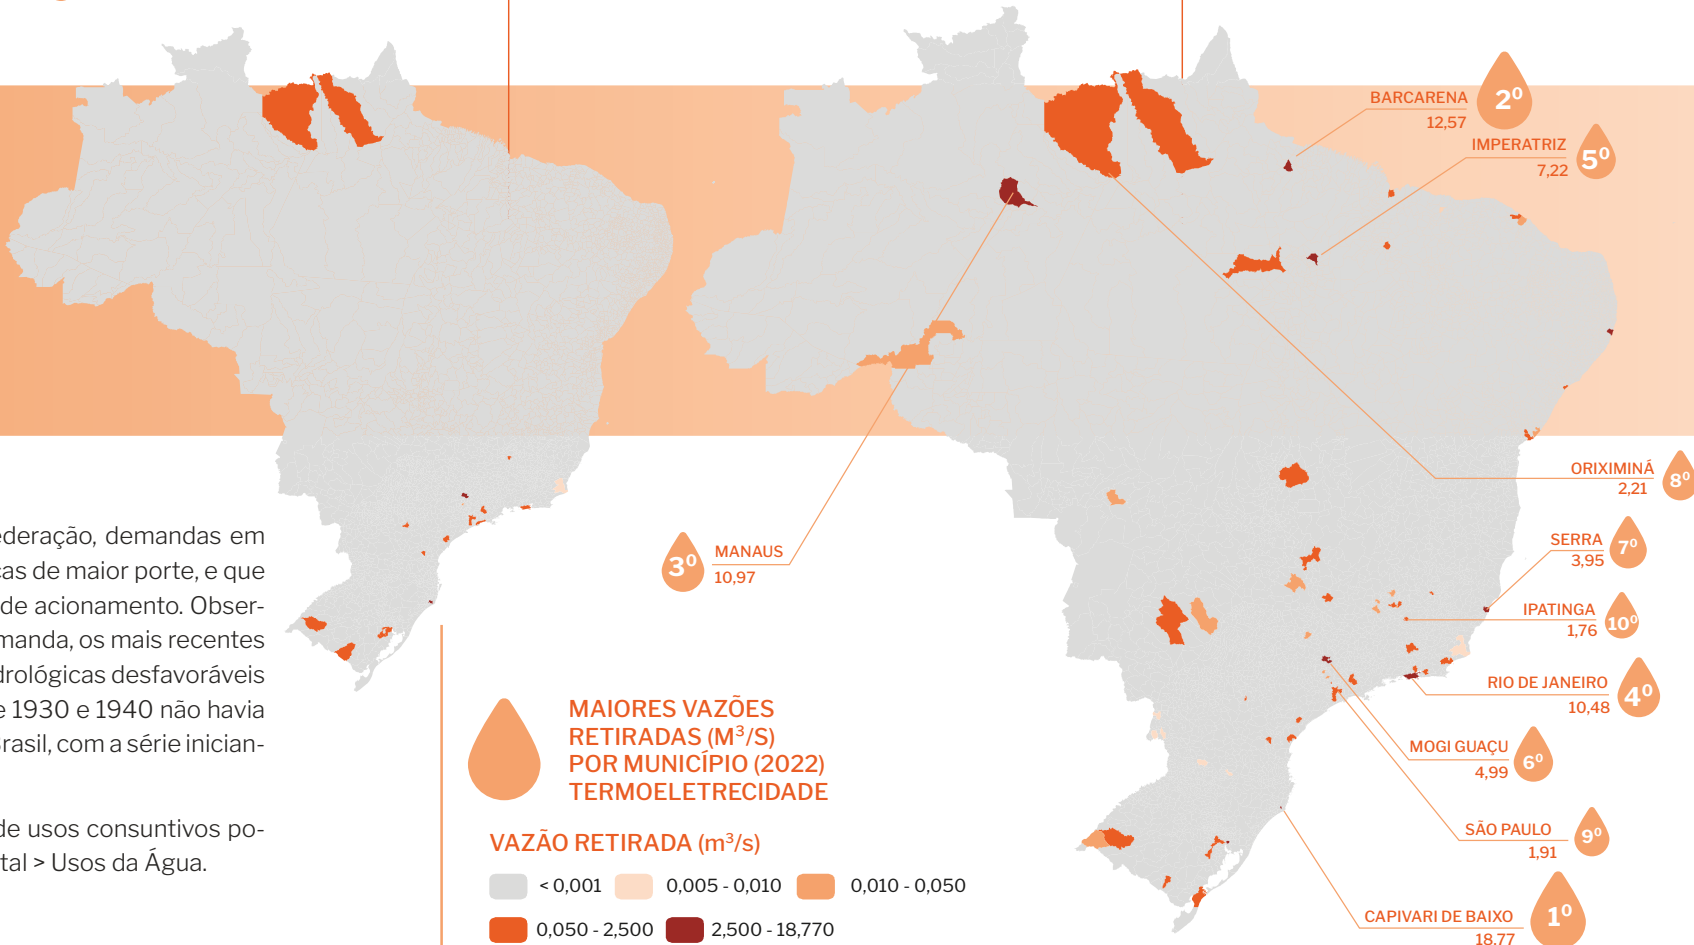 BARCARENA
12,57
2º
IMPERATRIZ
7,22
5º
ORIXIMINÁ
2,21
8º
SERRA
3,95
7º
IPATINGA
1,76
10º
RIO DE JANEIRO
10,48
4º
MOGI GUAÇU
4,99
6º
SÃO PAULO
1,91
9º
CAPIVARI DE BAIXO
18,77
1º
3º
MANAUS
10,97
ederação, demandas em
as de maior porte, e que
de acionamento. Obser-
manda, os mais recentes
drológicas desfavoráveis
e 1930 e 1940 não havia
Brasil, com a série inician-
de usos consuntivos po-
tal > Usos da Água.
MAIORES VAZÕES
RETIRADAS (M³/S)
POR MUNICÍPIO (2022)
TERMOELETRECIDADE
VAZÃO RETIRADA (m³/s)
< 0,001 0,005 - 0,010 0,010 - 0,050
0,050 - 2,500 2,500 - 18,770